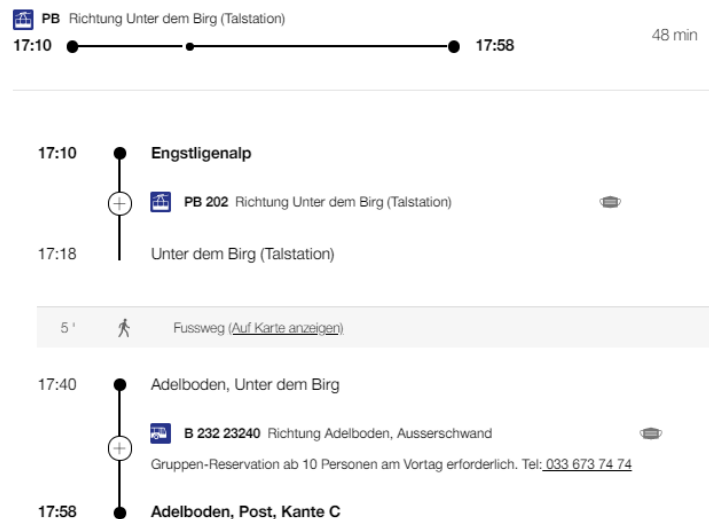 PB Richtung Unter dem Birg (Talstation)
17:10 17:58 48 min
17:10 Engstligenalp
PB 202 Richtung Unter dem Birg (Talstation)
17:18 Unter dem Birg (Talstation)
5 ' Fussweg (Auf Karte anzeigen)
17:40 Adelboden, Unter dem Birg
B 232 23240 Richtung Adelboden, Ausserschwand
Gruppen-Reservation ab 10 Personen am Vortag erforderlich. Tel: 033 673 74 74
17:58 Adelboden, Post, Kante C